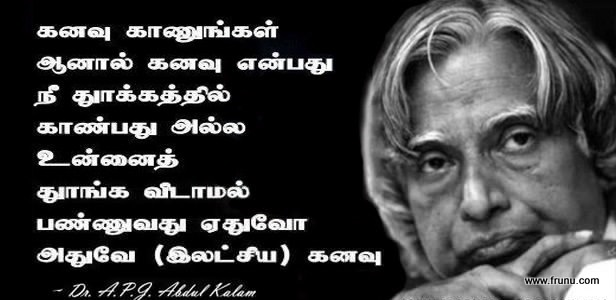 கனவு காணுங்கள்
ஆனால் கனவு என்பது
நீ தூக்கத்தில்
காண்பது அல்ல
உன்னைத்
தூங்க விடாமல்
பண்ணுவது ஏதுவோ
அதுவே (இலட்சிய) கனவு
~ Dr. A.P.J. Abdul Kalam
www.frunu.com